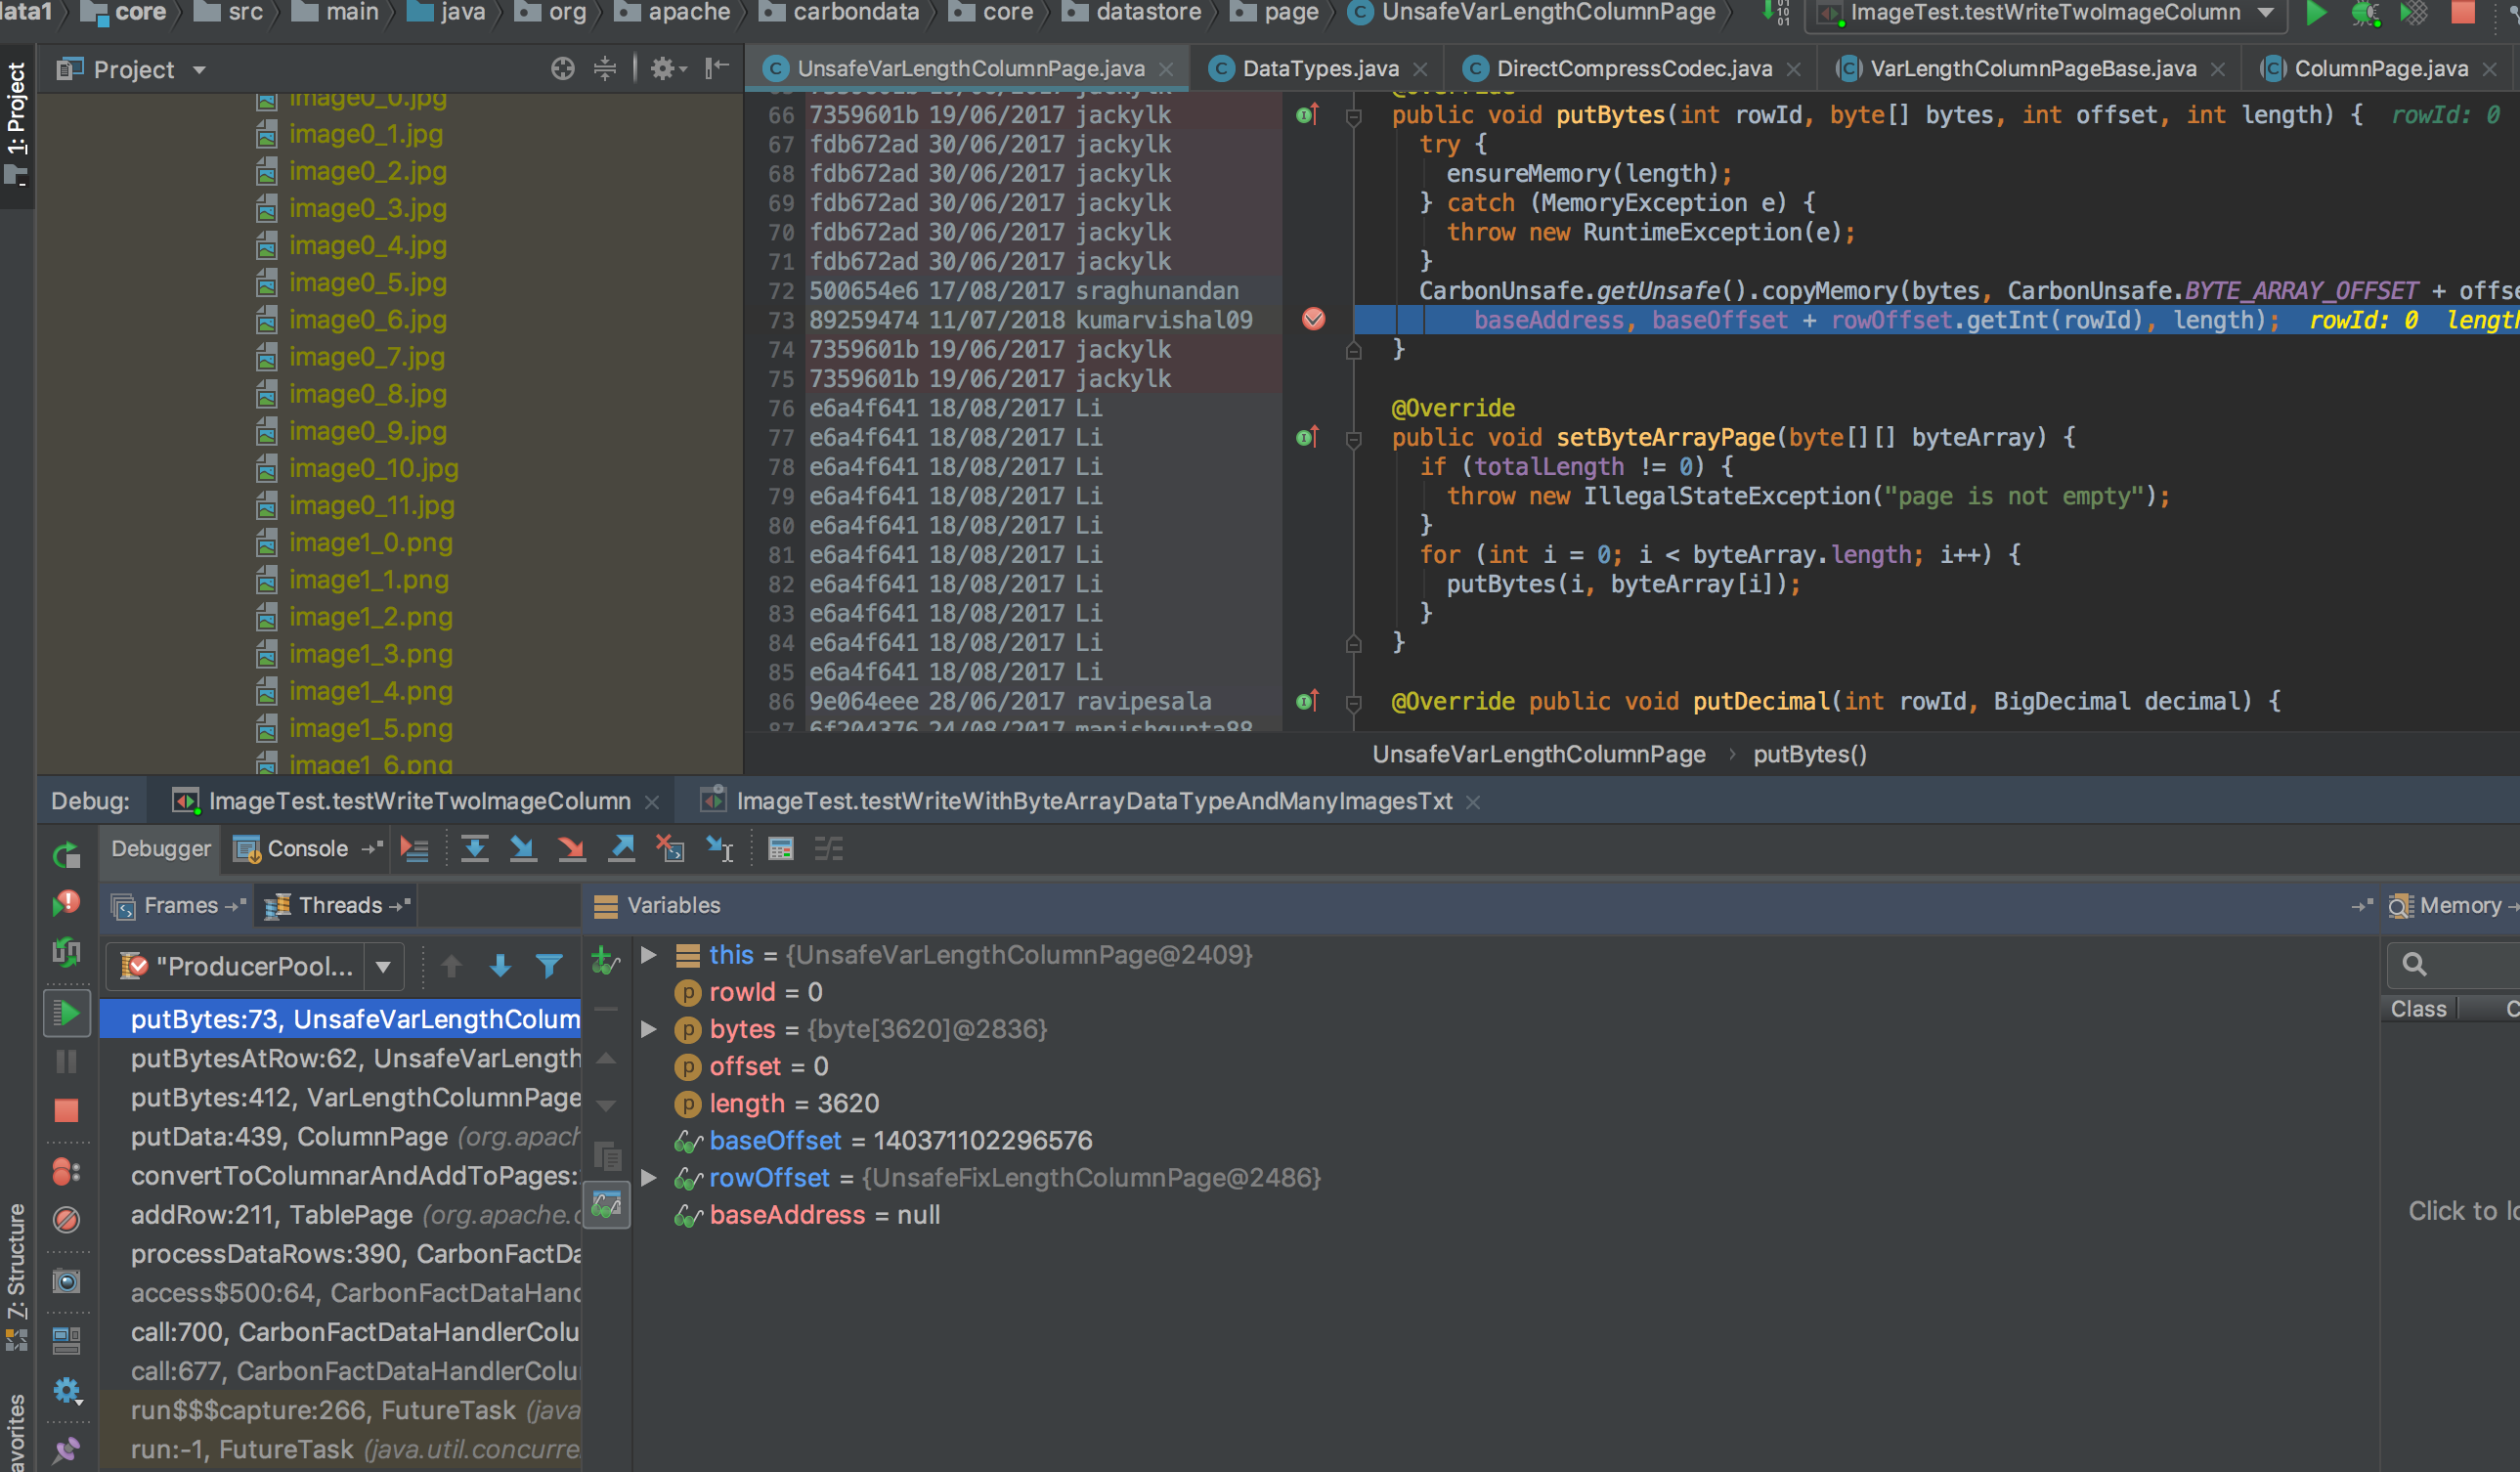 data1 core src main java org apache carbondata core datastore page UnsafeVarLengthColumnPage ImageTest.testWriteTwoImageColumn
1: Project
Project
image0_0.jpg
image0_1.jpg
image0_2.jpg
image0_3.jpg
image0_4.jpg
image0_5.jpg
image0_6.jpg
image0_7.jpg
image0_8.jpg
image0_9.jpg
image0_10.jpg
image0_11.jpg
image1_0.png
image1_1.png
image1_2.png
image1_3.png
image1_4.png
image1_5.png
image1_6.png
UnsafeVarLengthColumnPage.java DataTypes.java DirectCompressCodec.java VarLengthColumnPageBase.java ColumnPage.java
@Override
66 7359601b 19/06/2017 jackylk public void putBytes(int rowId, byte[] bytes, int offset, int length) { rowId: 0
67 fdb672ad 30/06/2017 jackylk try {
68 fdb672ad 30/06/2017 jackylk ensureMemory(length);
69 fdb672ad 30/06/2017 jackylk } catch (MemoryException e) {
70 fdb672ad 30/06/2017 jackylk throw new RuntimeException(e);
71 fdb672ad 30/06/2017 jackylk }
72 500654e6 17/08/2017 sraghunandan CarbonUnsafe.getUnsafe().copyMemory(bytes, CarbonUnsafe.BYTE_ARRAY_OFFSET + offse
73 89259474 11/07/2018 kumarvishal09 baseAddress, baseOffset + rowOffset.getInt(rowId), length); rowId: 0 length
74 7359601b 19/06/2017 jackylk }
75 7359601b 19/06/2017 jackylk
76 e6a4f641 18/08/2017 Li @Override
77 e6a4f641 18/08/2017 Li public void setByteArrayPage(byte[][] byteArray) {
78 e6a4f641 18/08/2017 Li if (totalLength != 0) {
79 e6a4f641 18/08/2017 Li throw new IllegalStateException("page is not empty");
80 e6a4f641 18/08/2017 Li }
81 e6a4f641 18/08/2017 Li for (int i = 0; i < byteArray.length; i++) {
82 e6a4f641 18/08/2017 Li putBytes(i, byteArray[i]);
83 e6a4f641 18/08/2017 Li }
84 e6a4f641 18/08/2017 Li }
85 e6a4f641 18/08/2017 Li
86 9e064eee 28/06/2017 ravipesala @Override public void putDecimal(int rowId, BigDecimal decimal) {
87 6f204376 24/08/2017 manishgupta88
UnsafeVarLengthColumnPage › putBytes()
Debug: ImageTest.testWriteTwoImageColumn ImageTest.testWriteWithByteArrayDataTypeAndManyImagesTxt
Debugger Console
Frames Threads Variables Memory
"ProducerPool...
putBytes:73, UnsafeVarLengthColum
putBytesAtRow:62, UnsafeVarLength
putBytes:412, VarLengthColumnPage
putData:439, ColumnPage (org.apach
convertToColumnarAndAddToPages:
addRow:211, TablePage (org.apache.c
processDataRows:390, CarbonFactDa
access$500:64, CarbonFactDataHand
call:700, CarbonFactDataHandlerColu
call:677, CarbonFactDataHandlerColu
run$$$capture:266, FutureTask (java
run:-1, FutureTask (java.util.concurre
this = {UnsafeVarLengthColumnPage@2409}
rowId = 0
bytes = {byte[3620]@2836}
offset = 0
length = 3620
baseOffset = 140371102296576
rowOffset = {UnsafeFixLengthColumnPage@2486}
baseAddress = null
Class C
Click to lo
7: Structure
avorites